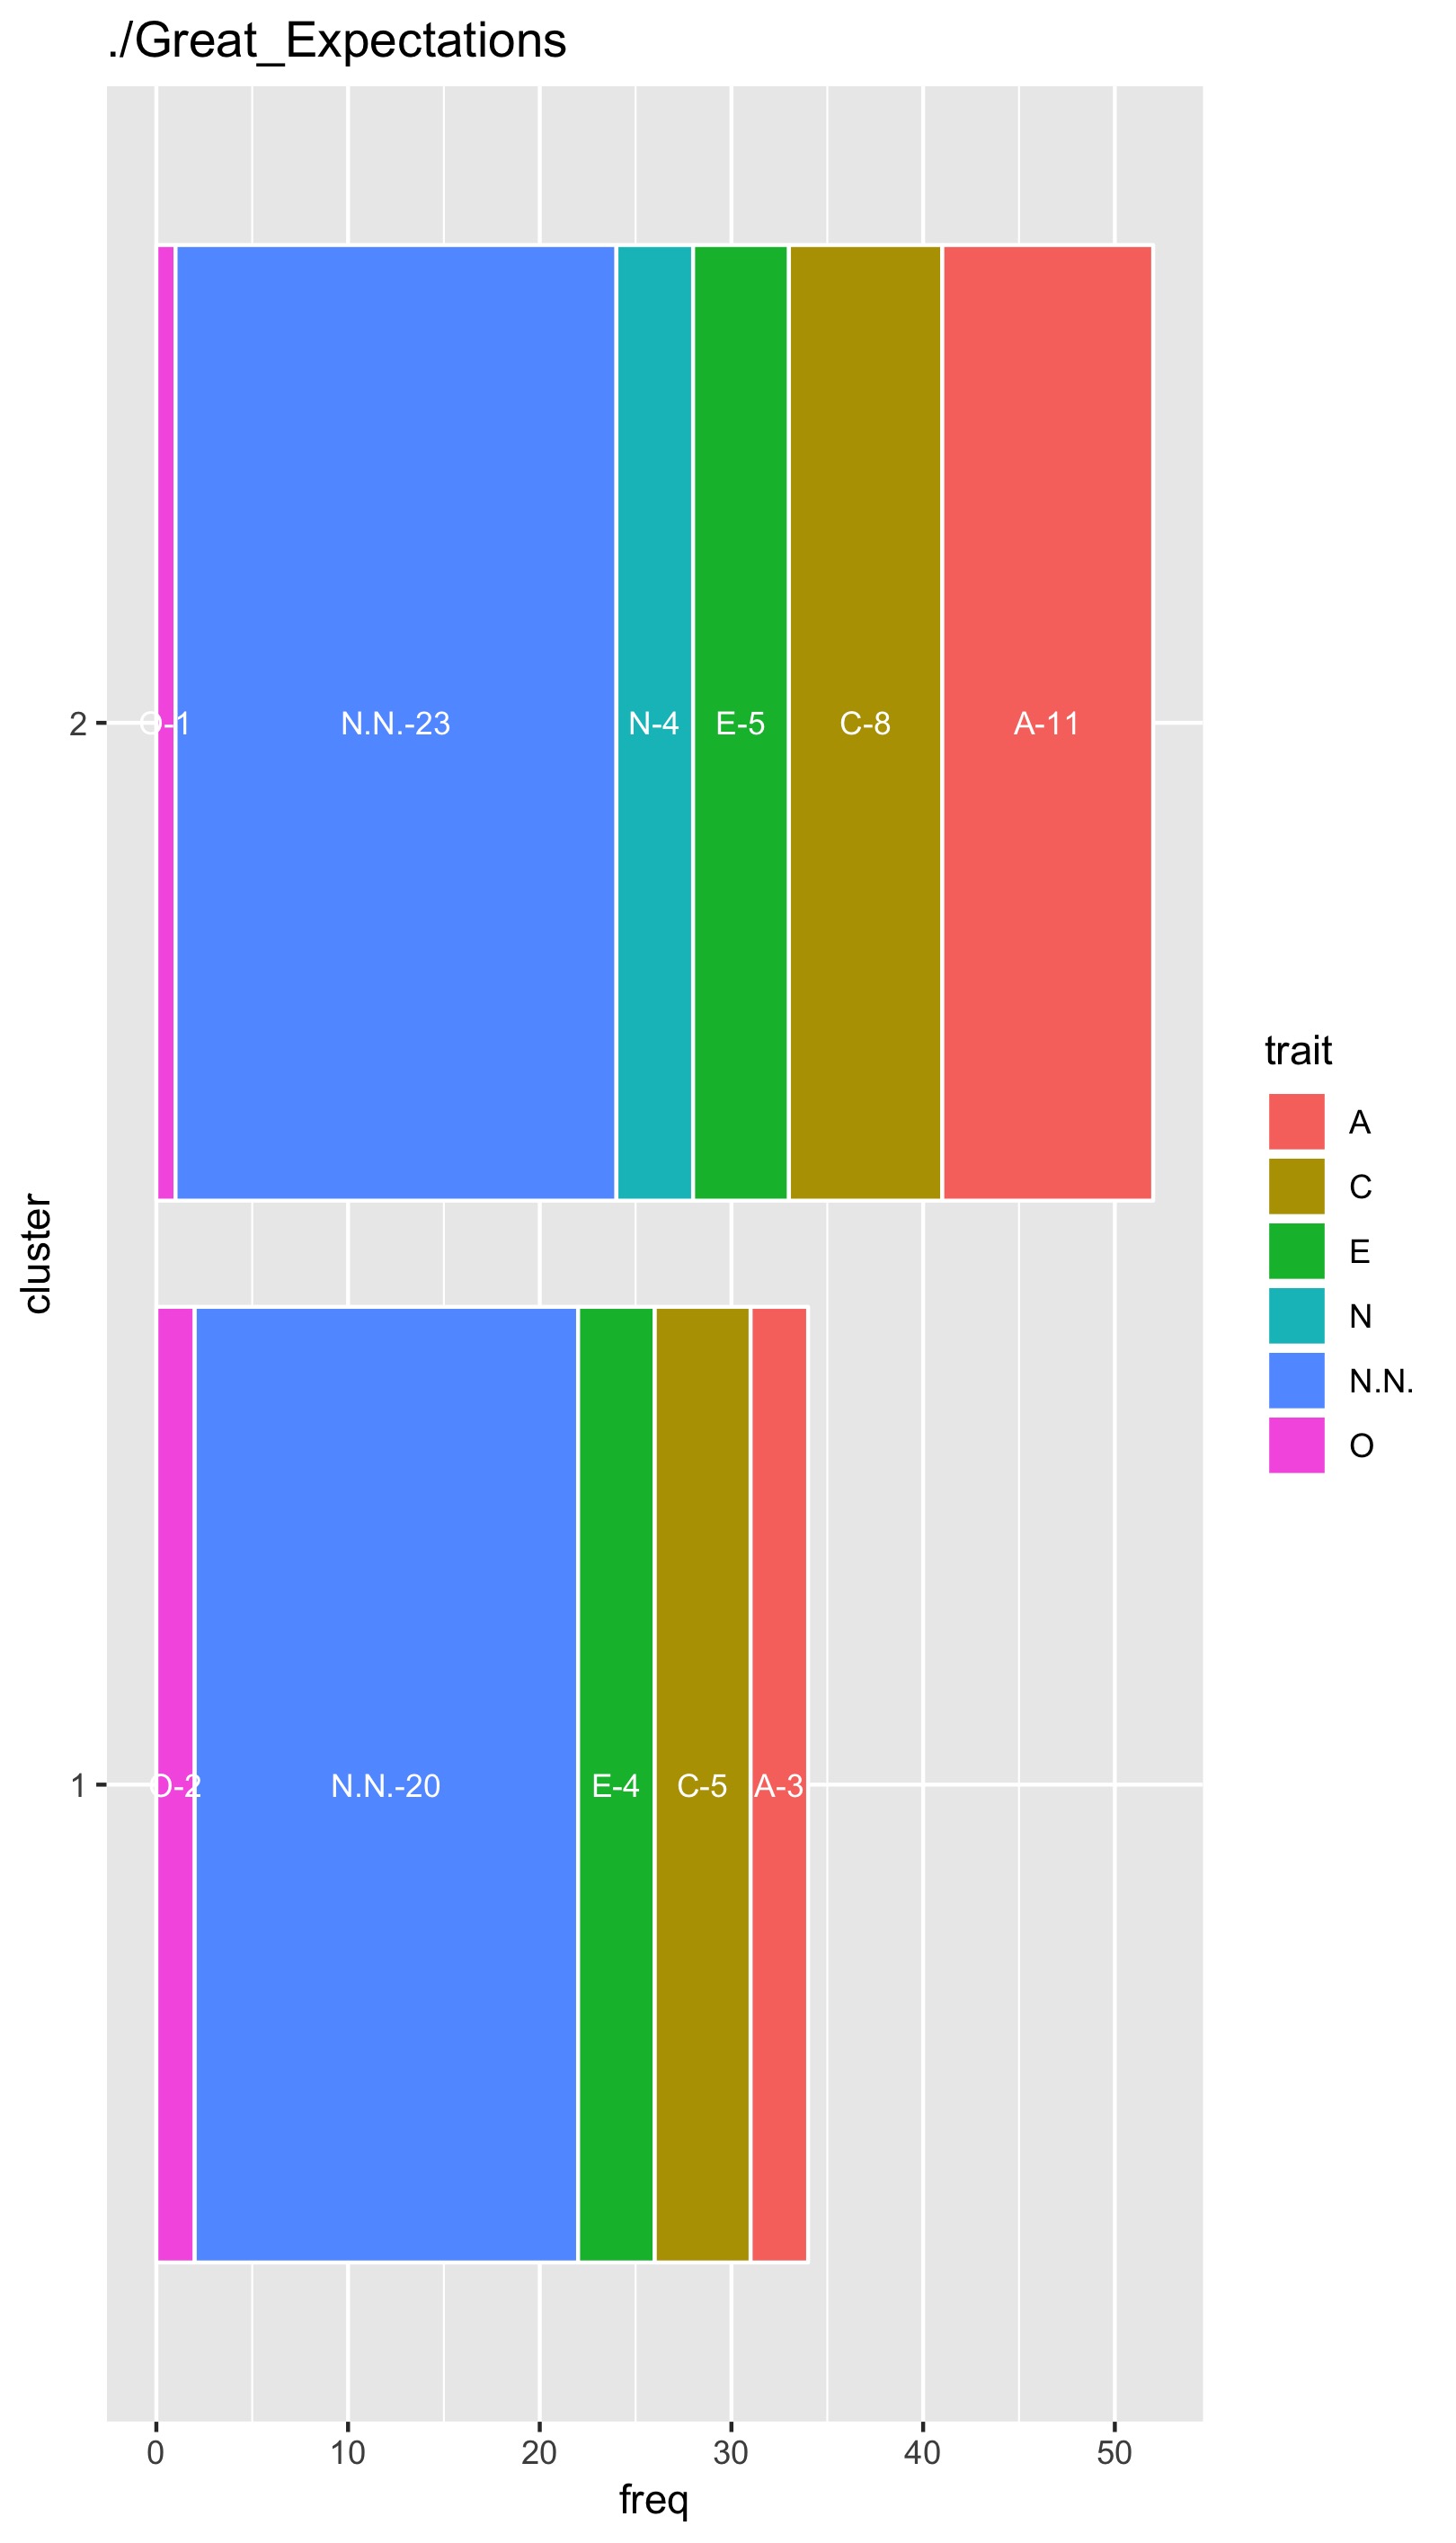 ./Great_Expectations
cluster
2
O-1 N.N.-23 N-4 E-5 C-8 A-11
1
O-2 N.N.-20 E-4 C-5 A-3
0 10 20 30 40 50
freq
trait
A
C
E
N
N.N.
O